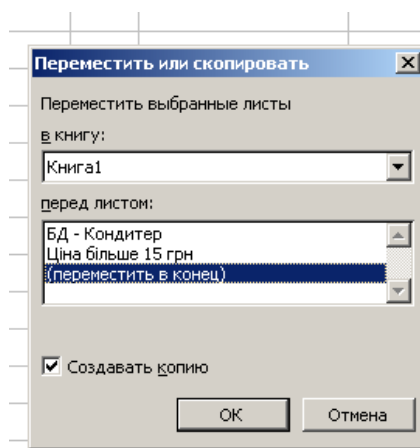 Переместить или скопировать
Переместить выбранные листы
в книгу:
Книга1
перед листом:
БД - Кондитер
Ціна більше 15 грн
(переместить в конец)
Создавать копию
ОК
Отмена